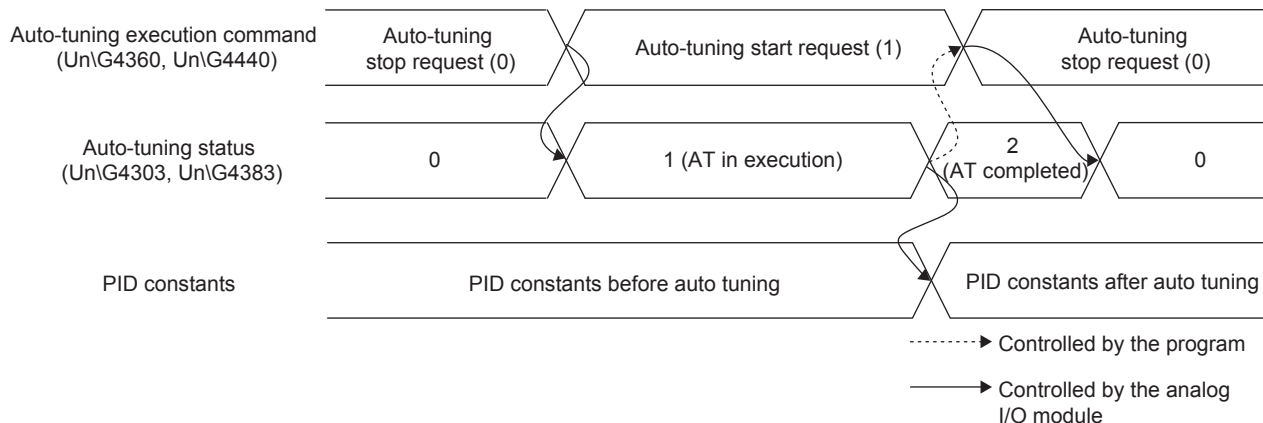 Auto-tuning execution command
(Un\G4360, Un\G4440)
Auto-tuning
stop request (0)
Auto-tuning start request (1)
Auto-tuning
stop request (0)
Auto-tuning status
(Un\G4303, Un\G4383)
0
1 (AT in execution)
2
(AT completed)
0
PID constants
PID constants before auto tuning
PID constants after auto tuning
Controlled by the program
Controlled by the analog
I/O module